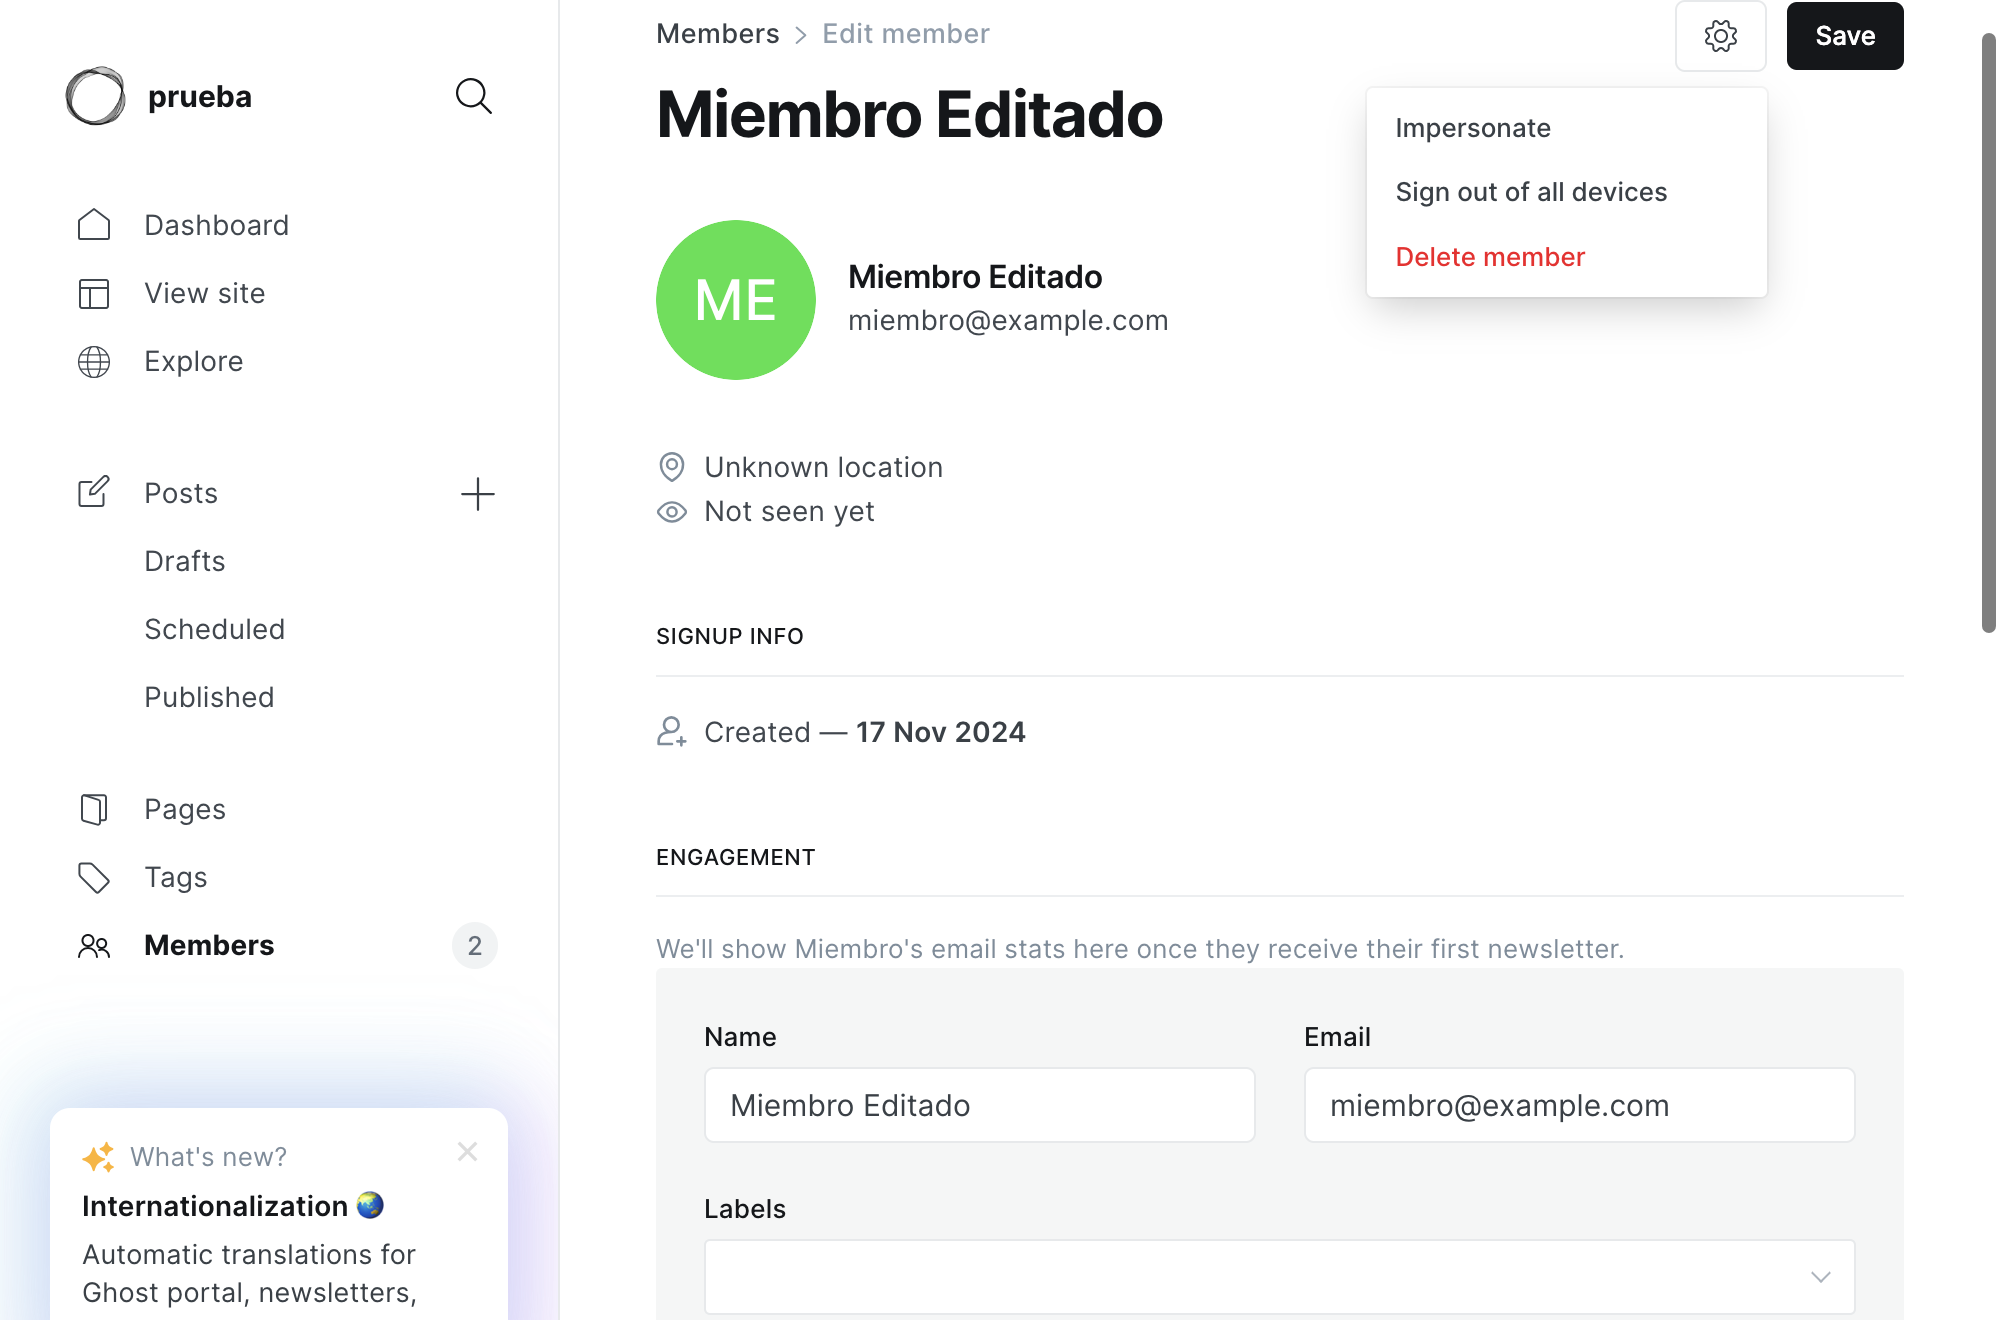 prueba
Dashboard
View site
Explore
Posts
Drafts
Scheduled
Published
Pages
Tags
Members
2
What's new?
Internationalization 🌏
Automatic translations for
Ghost portal, newsletters,
Members > Edit member
Save
Miembro Editado
Impersonate
Sign out of all devices
Delete member
ME
Miembro Editado
miembro@example.com
Unknown location
Not seen yet
SIGNUP INFO
Created — 17 Nov 2024
ENGAGEMENT
We'll show Miembro's email stats here once they receive their first newsletter.
Name
Miembro Editado
Email
miembro@example.com
Labels